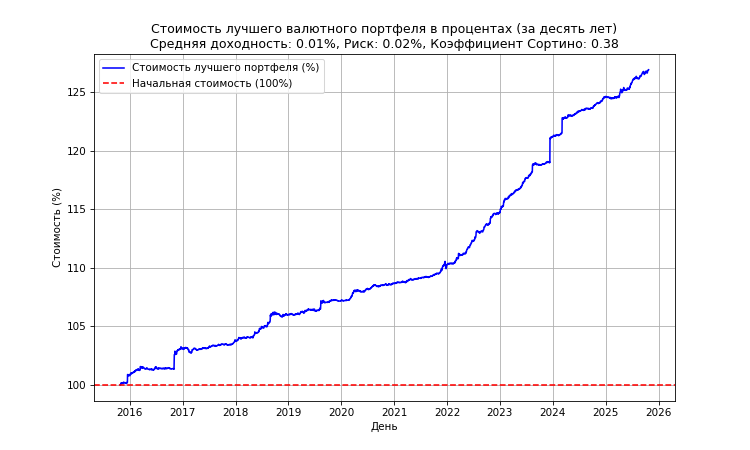 Стоимость лучшего валютного портфеля в процентах (за десять лет)
Средняя доходность: 0.01%, Риск: 0.02%, Коэффициент Сортино: 0.38
Стоимость лучшего портфеля (%)
Начальная стоимость (100%)
Стоимость (%)
125
120
115
110
105
100
2016 2017 2018 2019 2020 2021 2022 2023 2024 2025 2026
День